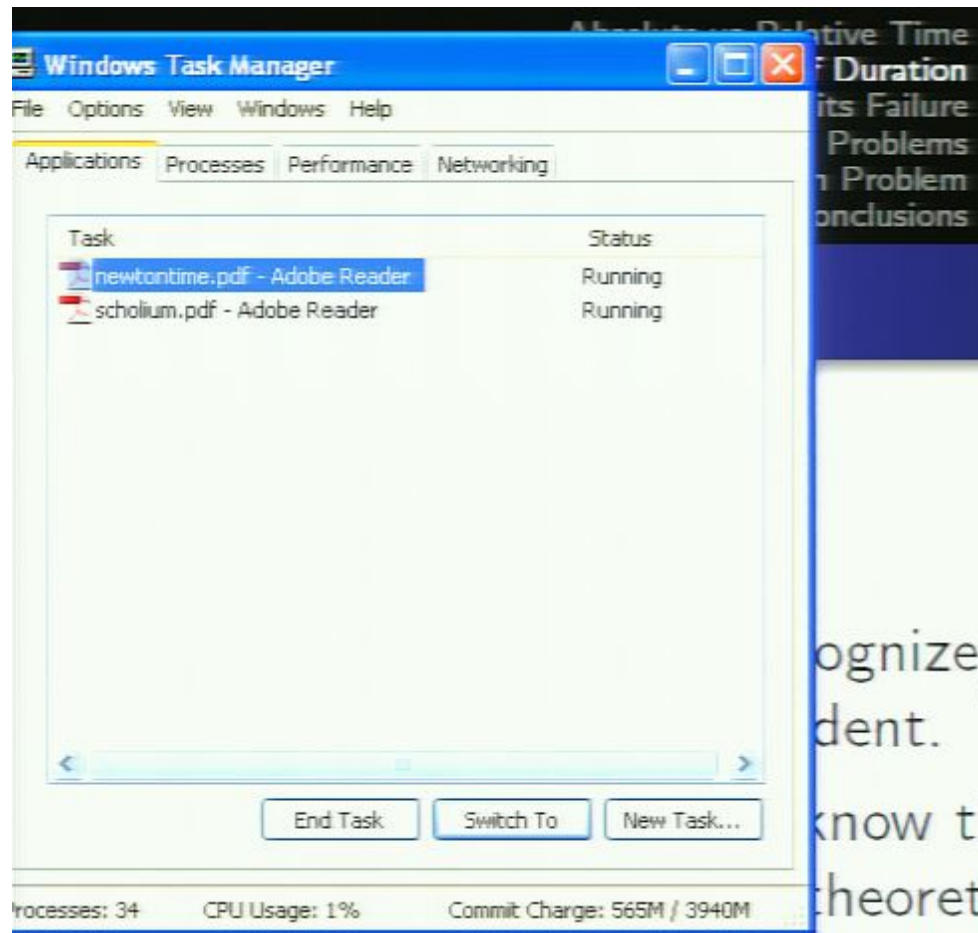 Relative Time
Windows Task Manager
Duration
File Options View Windows Help
its Failure
Applications Processes Performance Networking
Problems
Problem
onclusions
Task Status
newtontime.pdf - Adobe Reader Running
scholium.pdf - Adobe Reader Running
ognize
dent.
End Task Switch To New Task...
know t
theoret
rocesses: 34 CPU Usage: 1% Commit Charge: 565M / 3940M